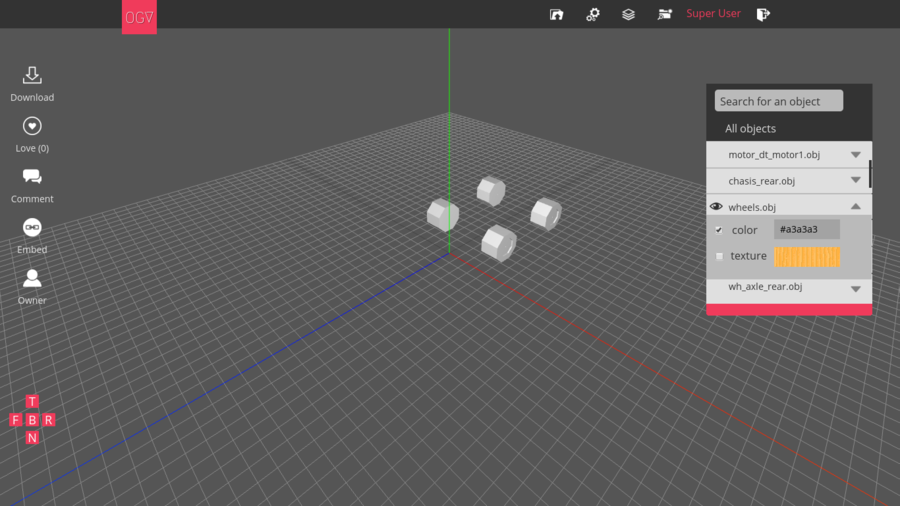 OGV
Super User
Download
Love (0)
Comment
Embed
Owner
T
F B R
N
Search for an object
All objects
motor_dt_motor1.obj
chasis_rear.obj
wheels.obj
color #a3a3a3
texture
wh_axle_rear.obj